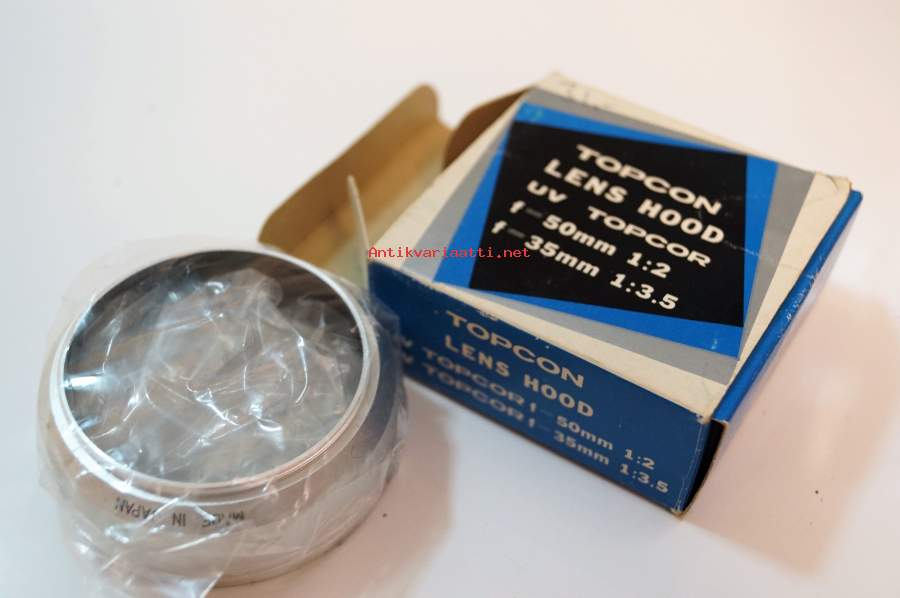 TOPCON
LENS HOOD
UV TOPCOR
f-50mm 1:2
f-35mm 1:3.5
Antikvariaatti.net
TOPCON
LENS HOOD
UV TOPCOR f-50mm 1:2
UV TOPCOR f-35mm 1:3.5
MADE IN JAPAN